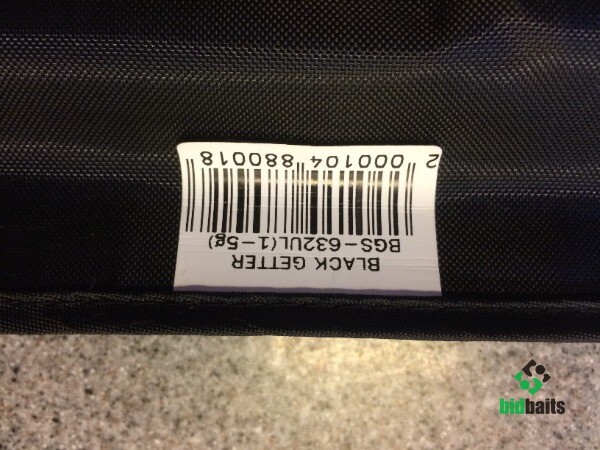 BLACK GETTER
BGS-632UL(1-5g)
2 000104 880018
bidbaits